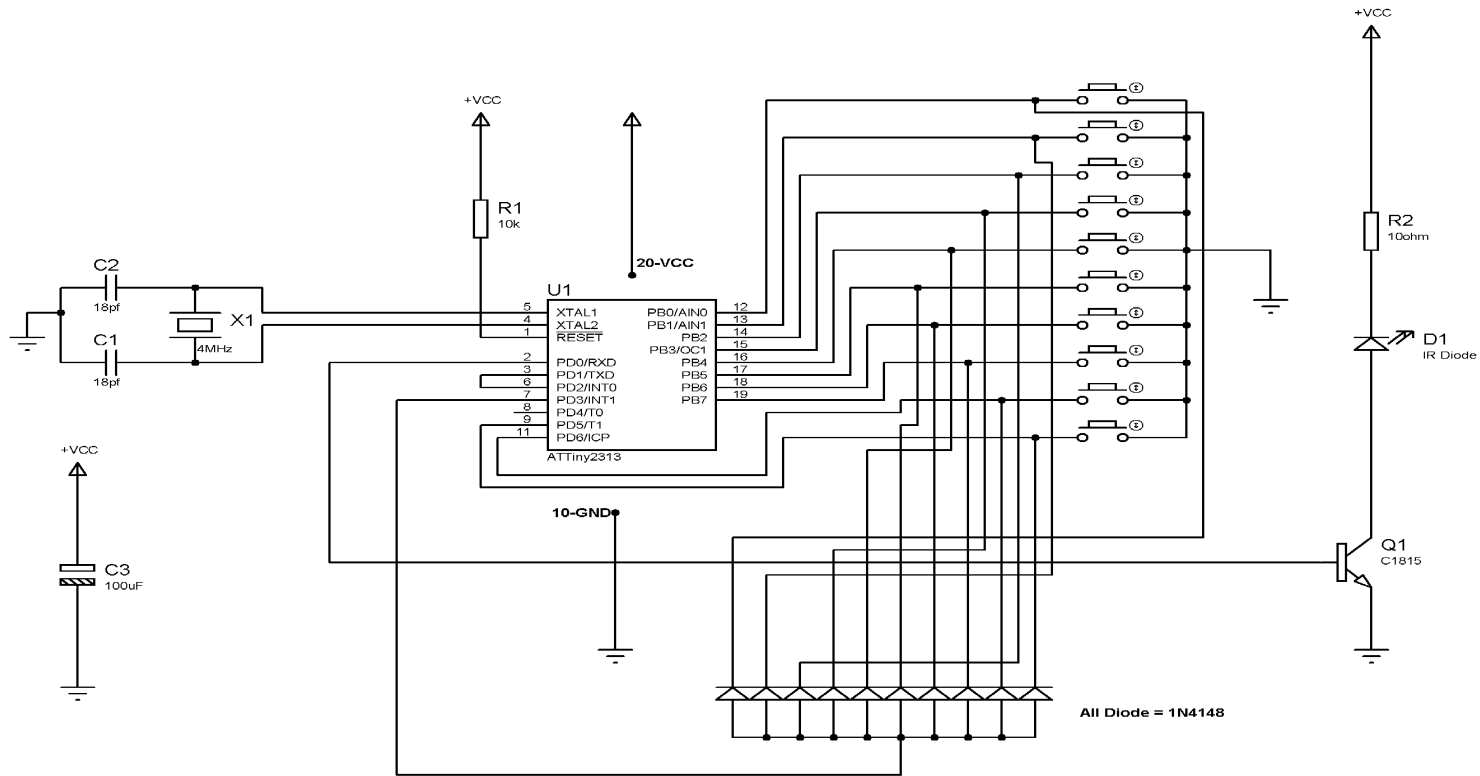 +VCC
+VCC
R1
10k
20-VCC
R2
10ohm
C2
18pf
X1
4MHz
C1
18pf
U1
5 XTAL1 PB0/AIN0 12
4 XTAL2 PB1/AIN1 13
1 RESET PB2 14
PB3/OC1 15
2 PD0/RXD PB4 16
3 PD1/TXD PB5 17
6 PD2/INT0 PB6 18
7 PD3/INT1 PB7 19
8 PD4/T0
9 PD5/T1
11 PD6/ICP
ATTiny2313
D1
IR Diode
+VCC
10-GND
C3
100uF
Q1
C1815
All Diode = 1N4148